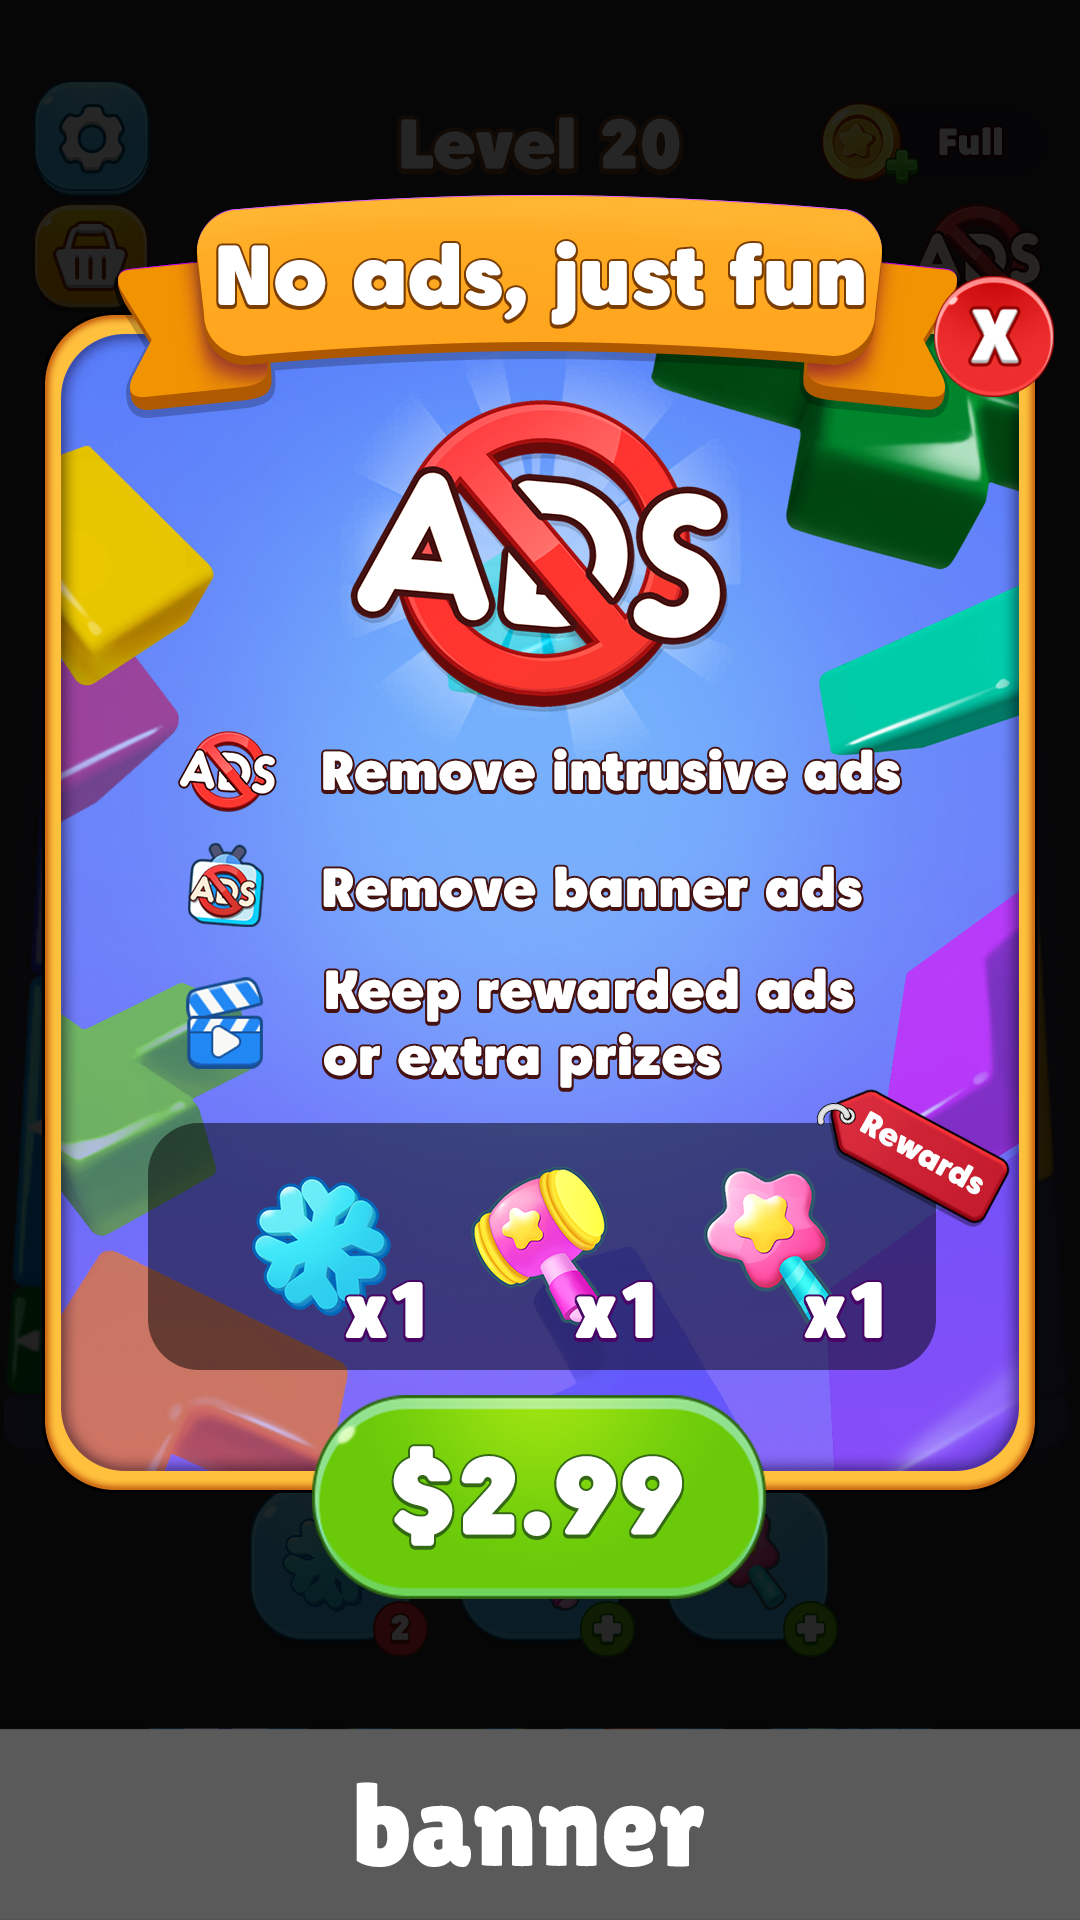 Level 20
Full
ADS
No ads, just fun
X
ADS
ADS
Remove intrusive ads
ADS
Remove banner ads
Keep rewarded ads
or extra prizes
Rewards
x1
x1
x1
$2.99
2
banner